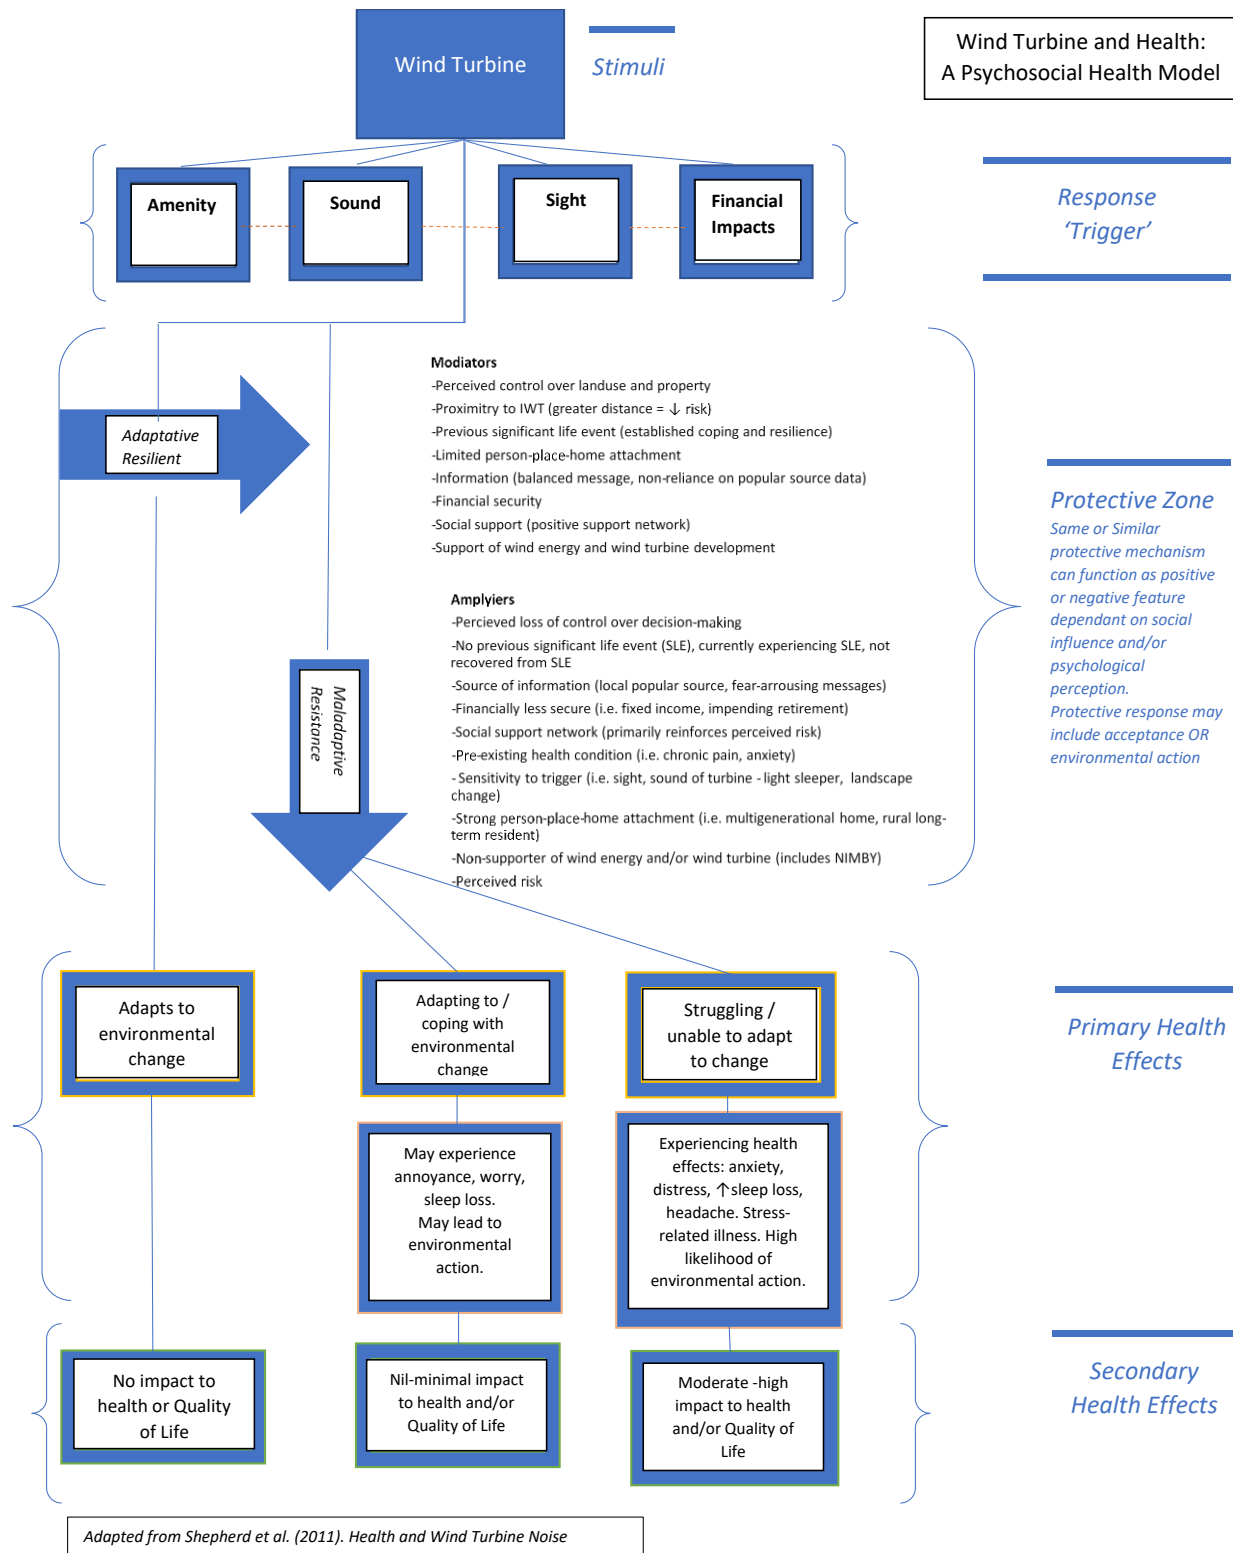 Wind Turbine
Stimuli
Wind Turbine and Health:
A Psychosocial Health Model
Amenity
Sound
Sight
Financial
Impacts
Response
‘Trigger’
Adaptative
Resilient
Modiators
-Perceived control over landuse and property
-Proximitry to IWT (greater distance = ↓ risk)
-Previous significant life event (established coping and resilience)
-Limited person-place-home attachment
-Information (balanced message, non-reliance on popular source data)
-Financial security
-Social support (positive support network)
-Support of wind energy and wind turbine development
Maladaptive
Resistance
Amplyiers
-Percieved loss of control over decision-making
-No previous significant life event (SLE), currently experiencing SLE, not
recovered from SLE
-Source of information (local popular source, fear-arrousing messages)
-Financially less secure (i.e. fixed income, impending retirement)
-Social support network (primarily reinforces perceived risk)
-Pre-existing health condition (i.e. chronic pain, anxiety)
-Sensitivity to trigger (i.e. sight, sound of turbine - light sleeper, landscape
change)
-Strong person-place-home attachment (i.e. multigenerational home, rural long-
term resident)
-Non-supporter of wind energy and/or wind turbine (includes NIMBY)
-Perceived risk
Protective Zone
Same or Similar
protective mechanism
can function as positive
or negative feature
dependant on social
influence and/or
psychological
perception.
Protective response may
include acceptance OR
environmental action
Adapts to
environmental
change
Adapting to /
coping with
environmental
change
Struggling /
unable to adapt
to change
Primary Health
Effects
May experience
annoyance, worry,
sleep loss.
May lead to
environmental
action.
Experiencing health
effects: anxiety,
distress, ↑sleep loss,
headache. Stress-
related illness. High
likelihood of
environmental action.
No impact to
health or Quality
of Life
Nil-minimal impact
to health and/or
Quality of Life
Moderate -high
impact to health
and/or Quality of
Life
Secondary
Health Effects
Adapted from Shepherd et al. (2011). Health and Wind Turbine Noise